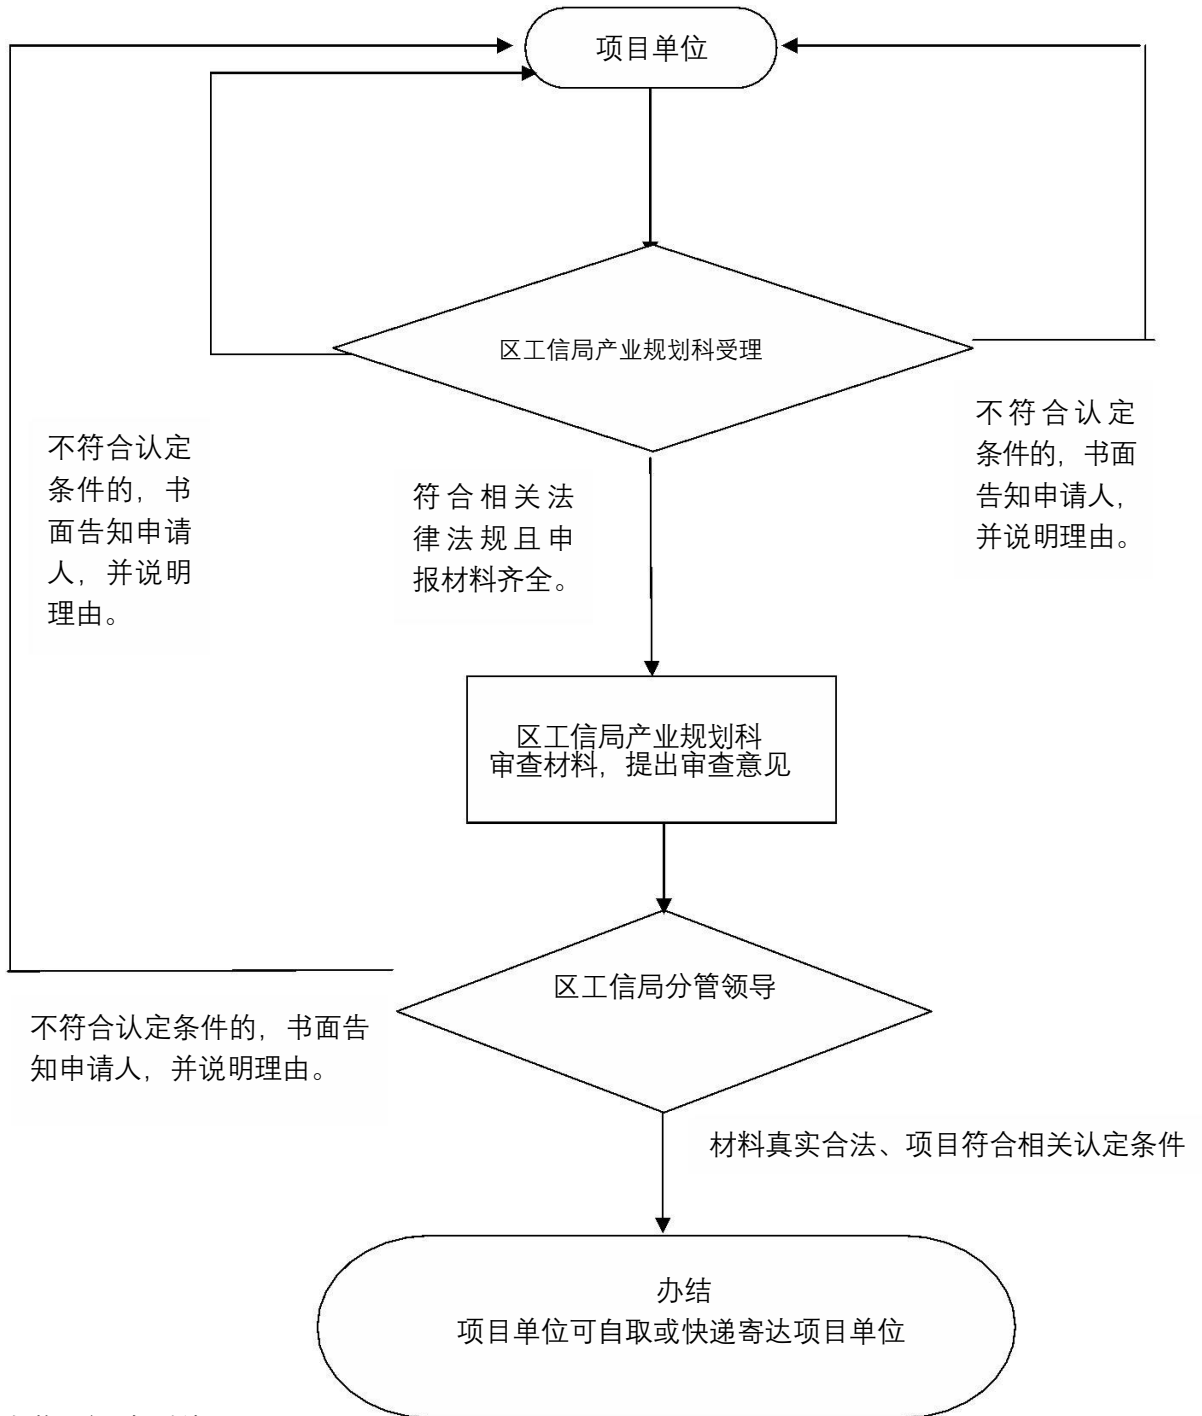 项目单位
区工信局产业规划科受理
不符合认定
条件的，书面
告知申请人，
并说明理由。
不符合认定
条件的，书
面告知申请
人，并说明
理由。
符合相关法
律法规且申
报材料齐全。
区工信局产业规划科
审查材料，提出审查意见
区工信局分管领导
不符合认定条件的，书面告
知申请人，并说明理由。
材料真实合法、项目符合相关认定条件
办结
项目单位可自取或快递寄达项目单位